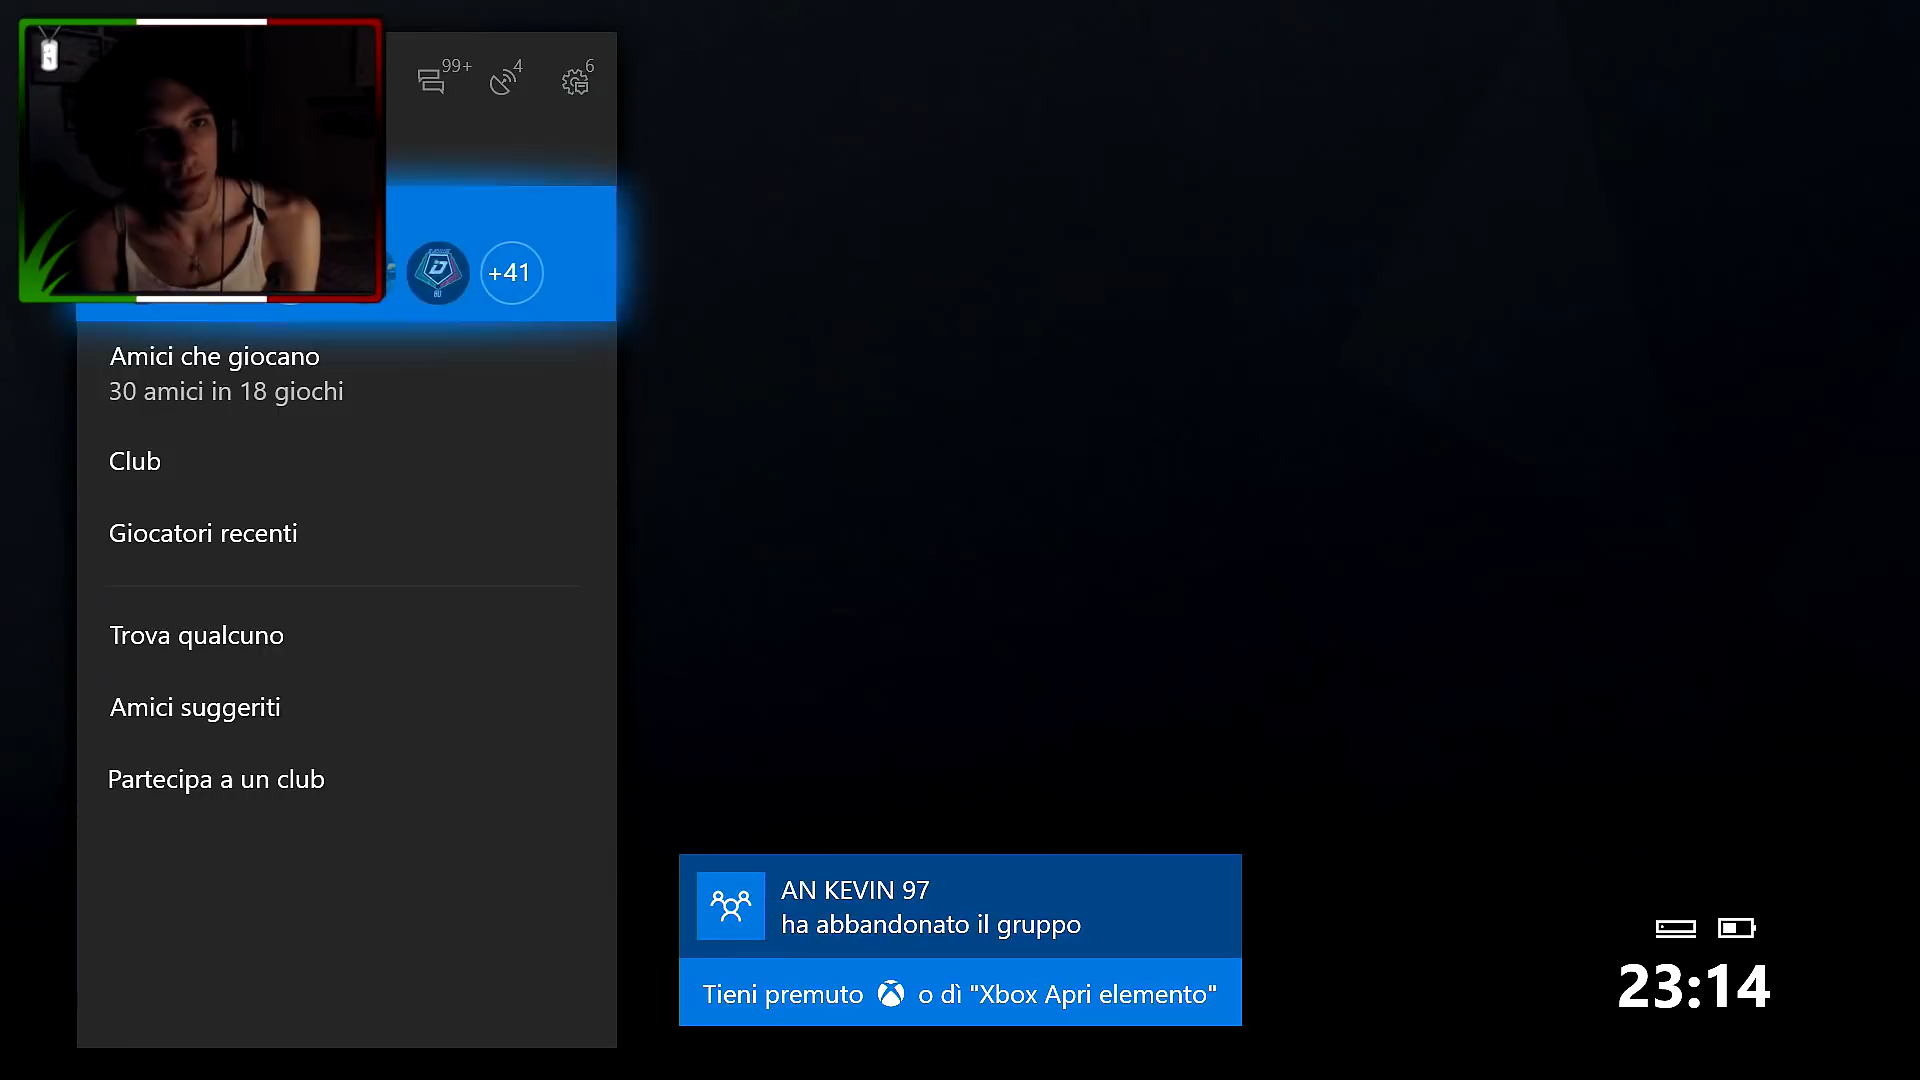 99+
4
6
+41
Amici che giocano
30 amici in 18 giochi
Club
Giocatori recenti
Trova qualcuno
Amici suggeriti
Partecipa a un club
AN KEVIN 97
ha abbandonato il gruppo
Tieni premuto o dì "Xbox Apri elemento"
23:14